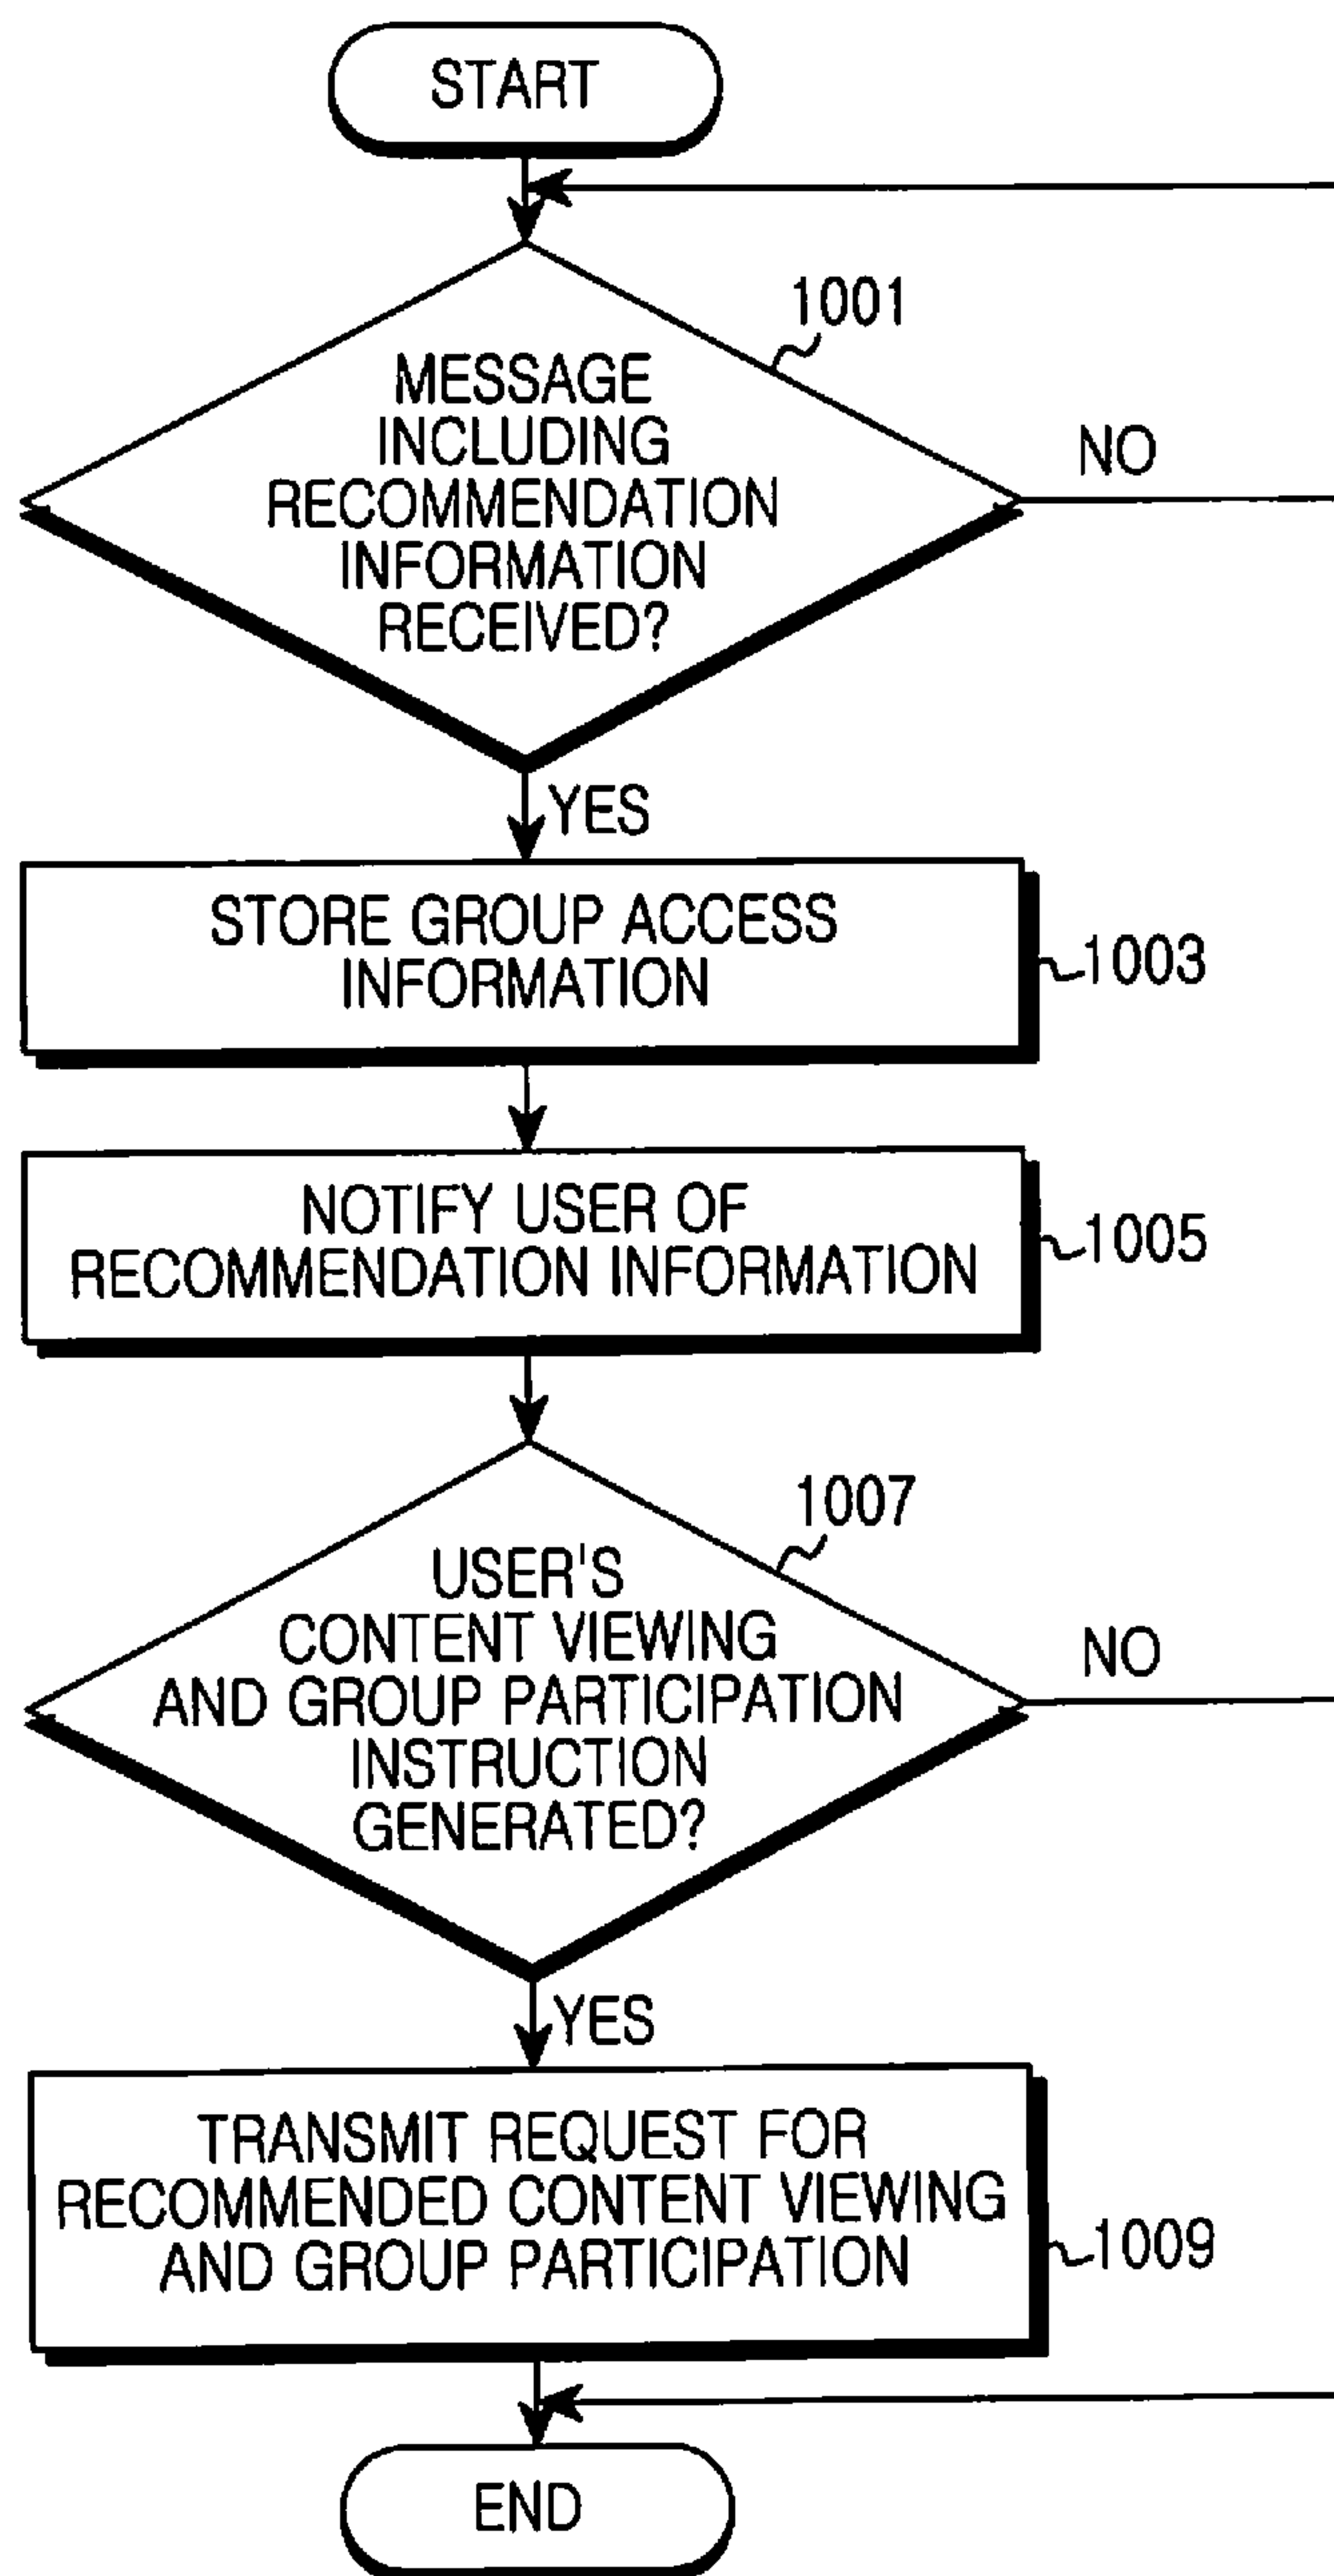 START
1001
MESSAGE
INCLUDING
RECOMMENDATION
INFORMATION
RECEIVED?
NO
YES
STORE GROUP ACCESS
INFORMATION
1003
NOTIFY USER OF
RECOMMENDATION INFORMATION
1005
1007
USER'S
CONTENT VIEWING
AND GROUP PARTICIPATION
INSTRUCTION
GENERATED?
NO
YES
TRANSMIT REQUEST FOR
RECOMMENDED CONTENT VIEWING
AND GROUP PARTICIPATION
1009
END